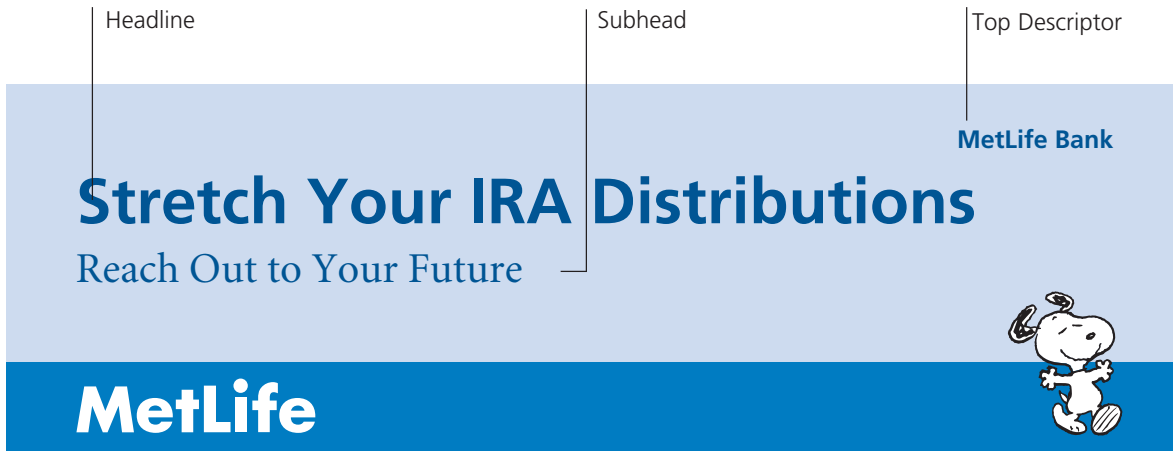 Headline
Subhead
Top Descriptor
MetLife Bank
Stretch Your IRA Distributions
Reach Out to Your Future
MetLife